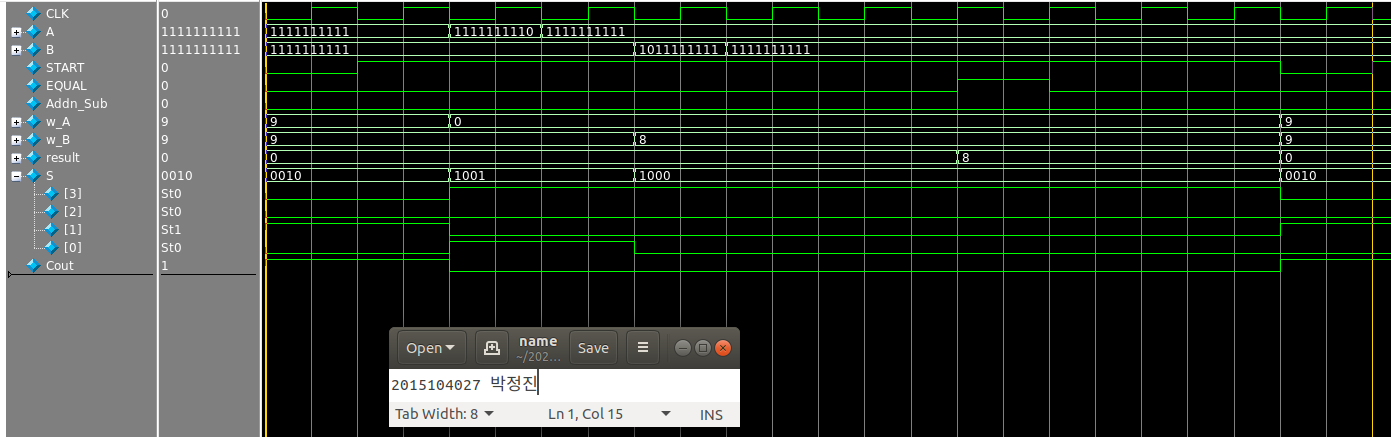 CLK 0
A 1111111111 1111111111 1111111110 1111111111
B 1111111111 1111111111 1011111111 1111111111
START 0
EQUAL 0
Addn_Sub 0
w_A 9 9 0 9
w_B 9 9 8 9
result 0 0 8 0
S 0010 0010 1001 1000 0010
[3] St0
[2] St0
[1] St1
[0] St0
Cout 1
Open name Save
~/202...
2015104027 박정진
Tab Width: 8 Ln 1, Col 15 INS